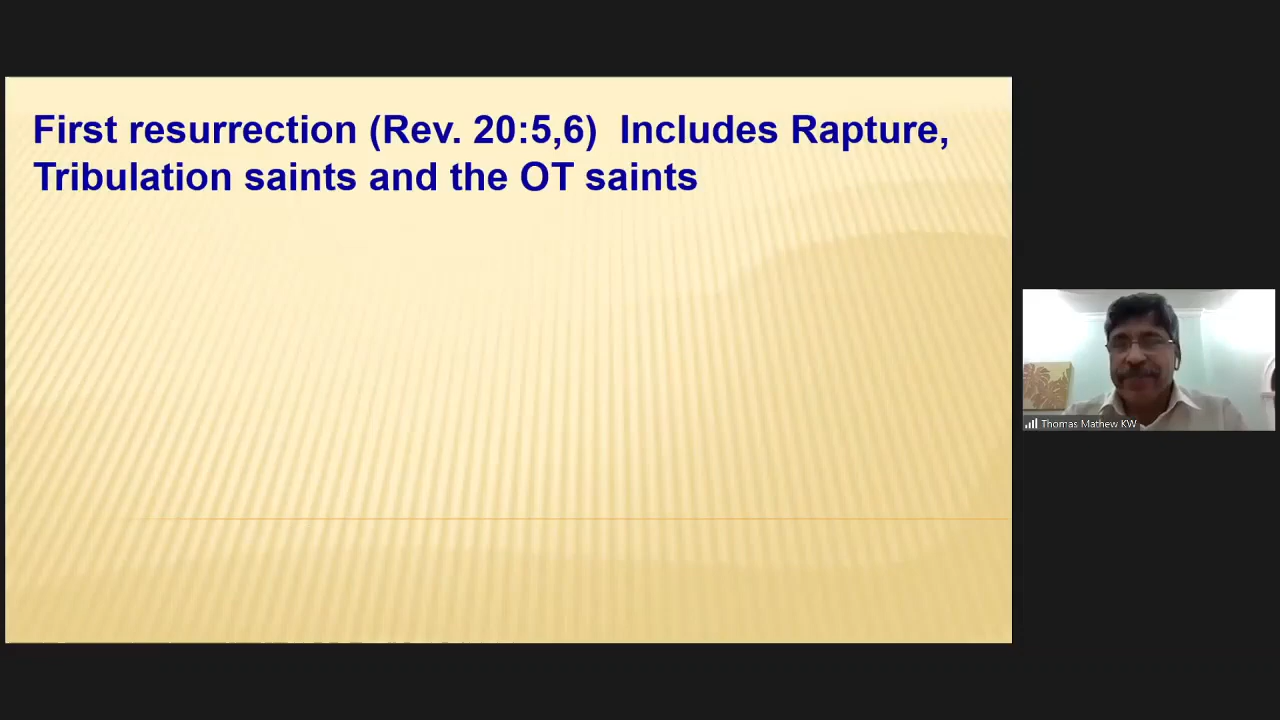 First resurrection (Rev. 20:5,6)  Includes Rapture,
Tribulation saints and the OT saints
Thomas Mathew KW